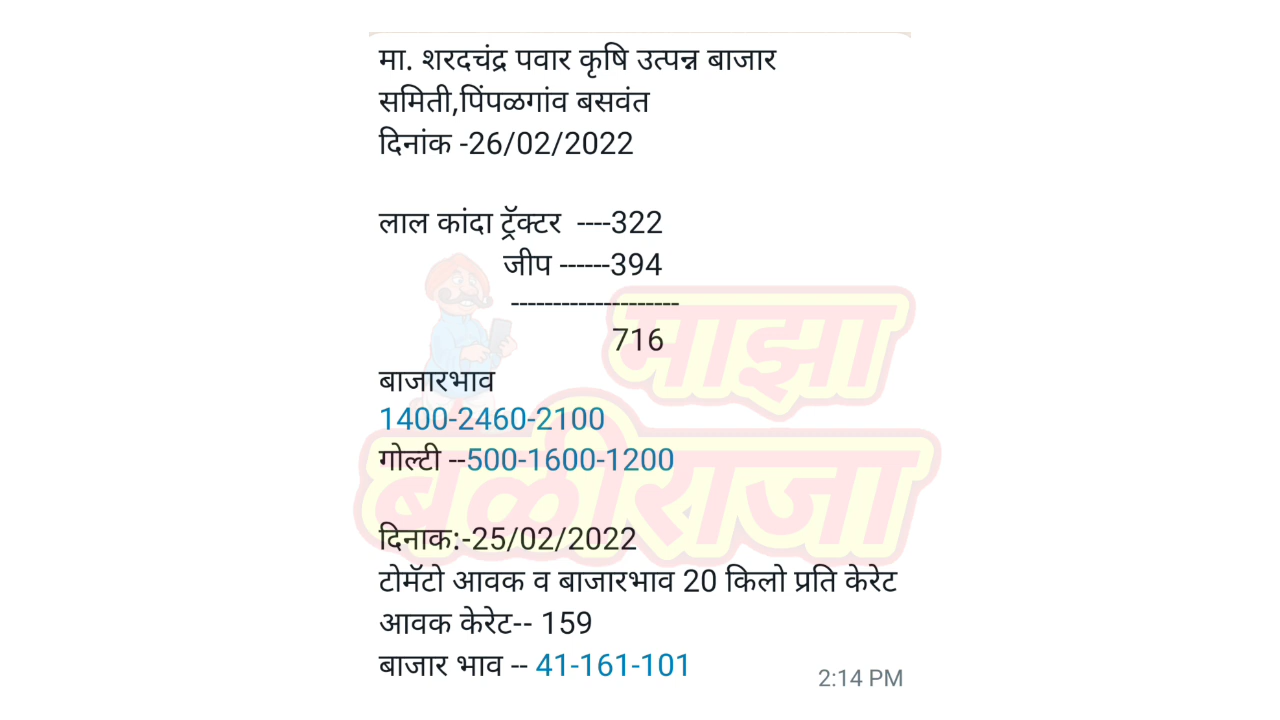 मा. शरदचंद्र पवार कृषि उत्पन्न बाजार
समिती,पिंपळगांव बसवंत
दिनांक -26/02/2022
लाल कांदा ट्रॅक्टर ----322
जीप ------394
--------------------
716
बाजारभाव
1400-2460-2100
गोल्टी --500-1600-1200
दिनाक:-25/02/2022
टोमॅटो आवक व बाजारभाव 20 किलो प्रति केरेट
आवक केरेट-- 159
बाजार भाव -- 41-161-101
2:14 PM
माझा
बळीराजा